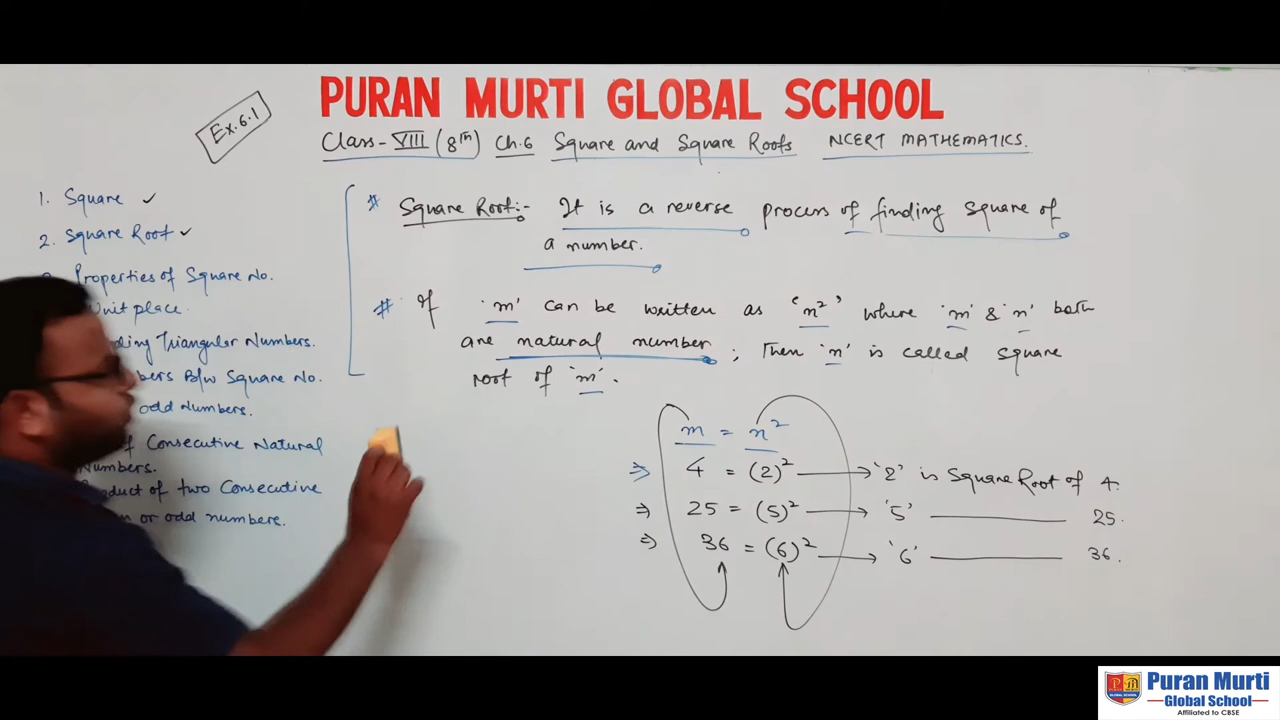 PURAN MURTI GLOBAL SCHOOL
Ex.6.1
Class-VIII (8th) Ch.6 Square and Square Roots NCERT MATHEMATICS.
1. Square ✓
2. Square Root ✓
Properties of Square No.
Unit place.
Triangular Numbers.
B/w Square No.
odd Numbers.
of Consecutive Natural
Numbers.
Product of two Consecutive
or odd numbers.
# Square Root:- It is a reverse process of finding Square of
a number.
# If 'm' can be written as 'n²' where 'm' & 'n' both
are natural number ; Then 'n' is called square
root of 'm'.
m = n²
⇒ 4 = (2)² → '2' is Square Root of 4.
⇒ 25 = (5)² → '5' ——— 25.
⇒ 36 = (6)² → '6' ——— 36.
Puran Murti
Global School
Affiliated to CBSE